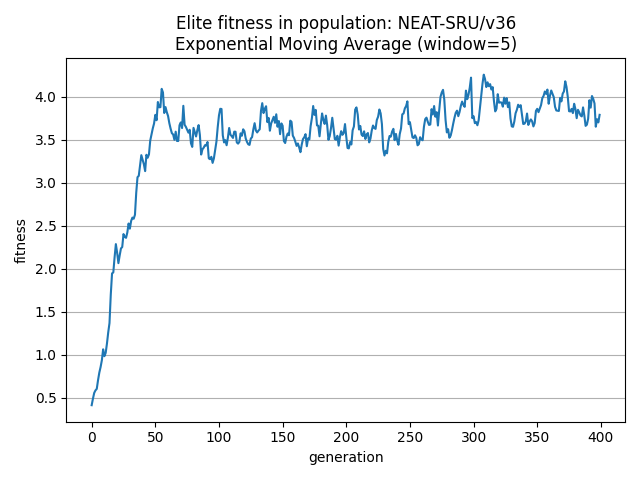 Elite fitness in population: NEAT-SRU/v36
Exponential Moving Average (window=5)
fitness
4.0
3.5
3.0
2.5
2.0
1.5
1.0
0.5
0 50 100 150 200 250 300 350 400
generation